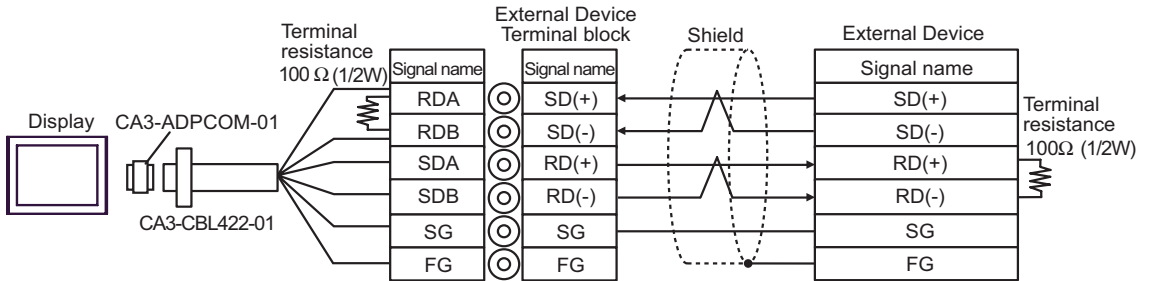 External Device
Terminal block
Shield
External Device
Terminal
resistance
100 Ω (1/2W)
Signal name
Signal name
Signal name
RDA
SD(+)
SD(+)
RDB
SD(-)
SD(-)
SDA
RD(+)
RD(+)
SDB
RD(-)
RD(-)
SG
SG
SG
FG
FG
FG
Display
CA3-ADPCOM-01
CA3-CBL422-01
Terminal
resistance
100Ω (1/2W)